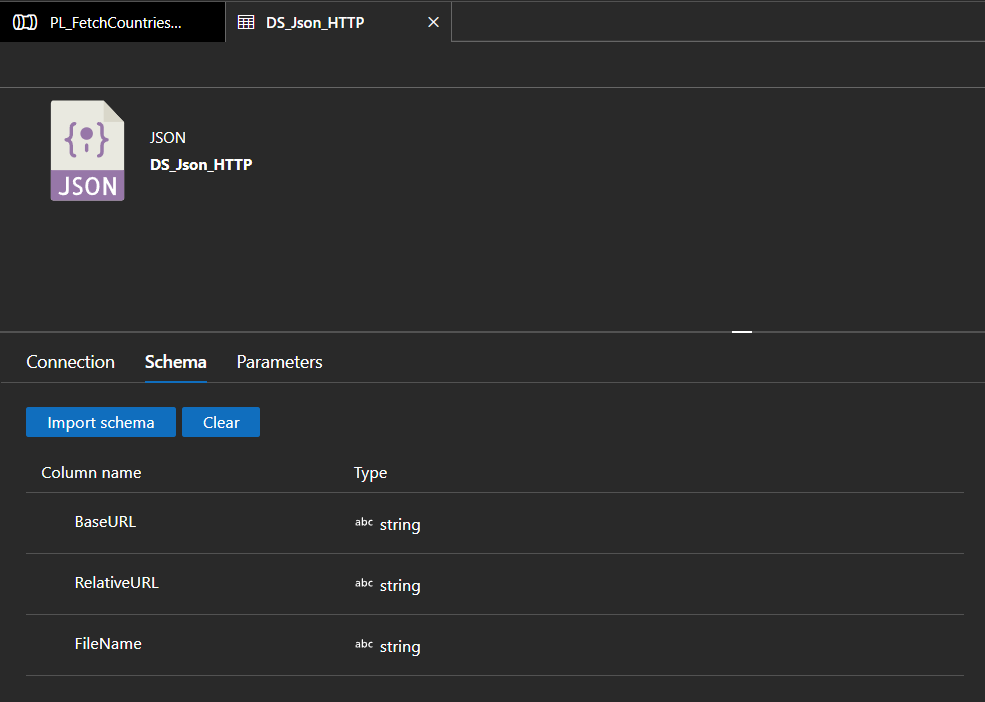 PL_FetchCountries... DS_Json_HTTP
JSON
DS_Json_HTTP
JSON
Connection Schema Parameters
Import schema Clear
Column name Type
BaseURL abc string
RelativeURL abc string
FileName abc string